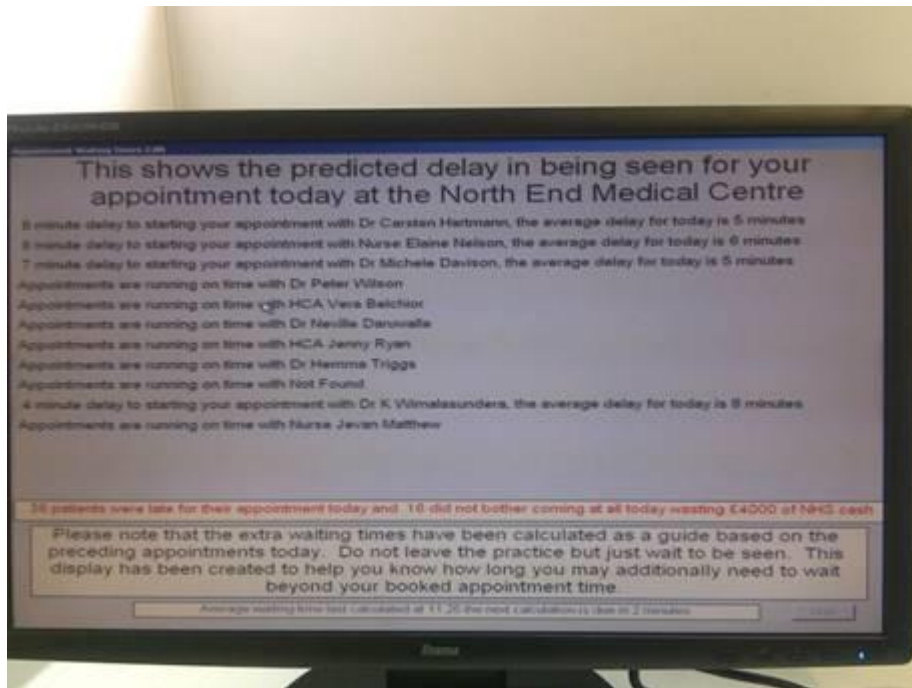 This shows the predicted delay in being seen for your
appointment today at the North End Medical Centre
minute delay to starting your appointment with Dr Carsten Hartmann, the average delay for today is 5 minutes
minute delay to starting your appointment with Nurse Elaine Nelson, the average delay for today is 6 minutes
7 minute delay to starting your appointment with Dr Michele Davison, the average delay for today is 5 minutes
Appointments are running on time with Dr Peter Wilson
Appointments are running on time with HCA Vera Belchior
Appointments are running on time with Dr Neville Daruwalla
Appointments are running on time with HCA Jenny Ryan
Appointments are running on time with Dr Hemma Triggs
Appointments are running on time with Not Found
4 minute delay to starting your appointment with Dr K Wimalasundera, the average delay for today is minutes
Appointments are running on time with Nurse Jevan Matthew
patients were late for their appointment today and did not bother coming at all today wasting £4000 of NHS cash
Please note that the extra waiting times have been calculated as a guide based on the
preceding appointments today. Do not leave the practice but just wait to be seen. This
display has been created to help you know how long you may additionally need to wait
beyond your booked appointment time.
Average waiting time last calculated at 11:26 the next calculation is due in 2 minutes
iiyama